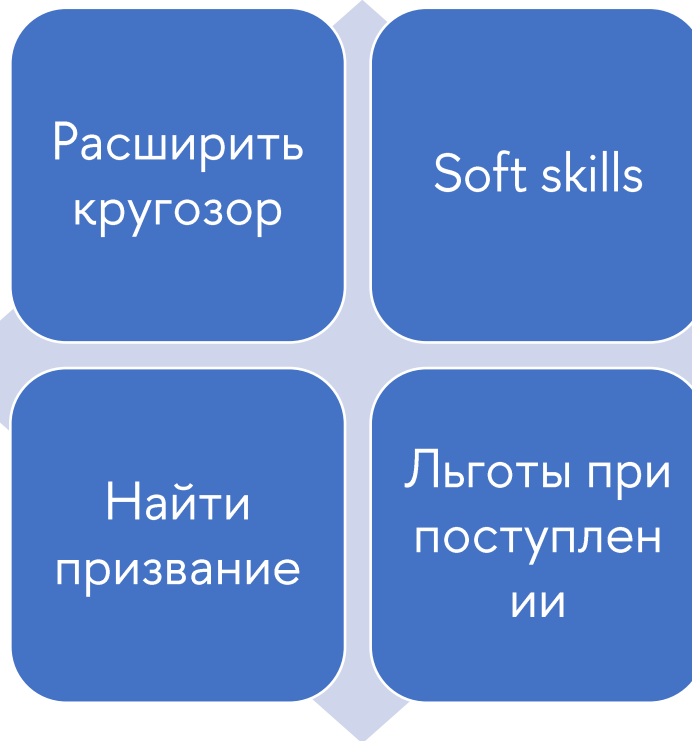 Расширить
кругозор
Soft skills
Найти
призвание
Льготы при
поступлен
ии